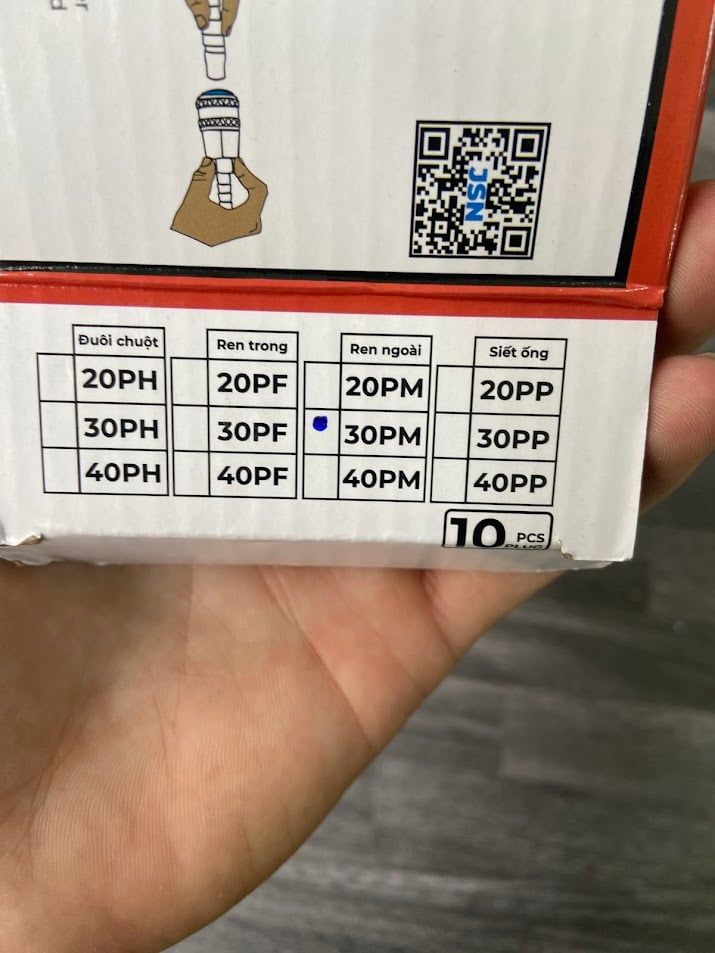 NSC
Đuôi chuột Ren trong Ren ngoài Siết ống
20PH 20PF 20PM 20PP
30PH 30PF 30PM 30PP
40PH 40PF 40PM 40PP
10 PCS
PLUG